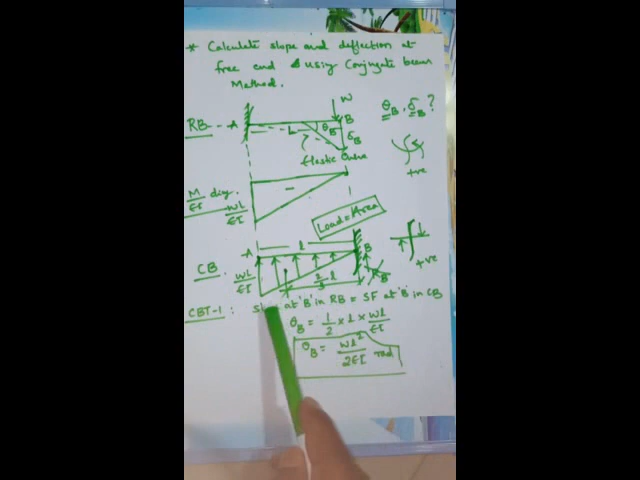 * Calculate slope and deflection at
free end using Conjugate beam
Method.
W
RB-- A L θB B δB
θB, δB ?
Elastic Curve
+ve
M/EI diag.
WL/EI
−
Load = Area
l
A B
CB WL/EI 2/3 l
+ve
CBT-1 : Slope at 'B' in RB = SF at 'B' in CB
θB = 1/2 × l × Wl/EI
θB = Wl²/2EI rad